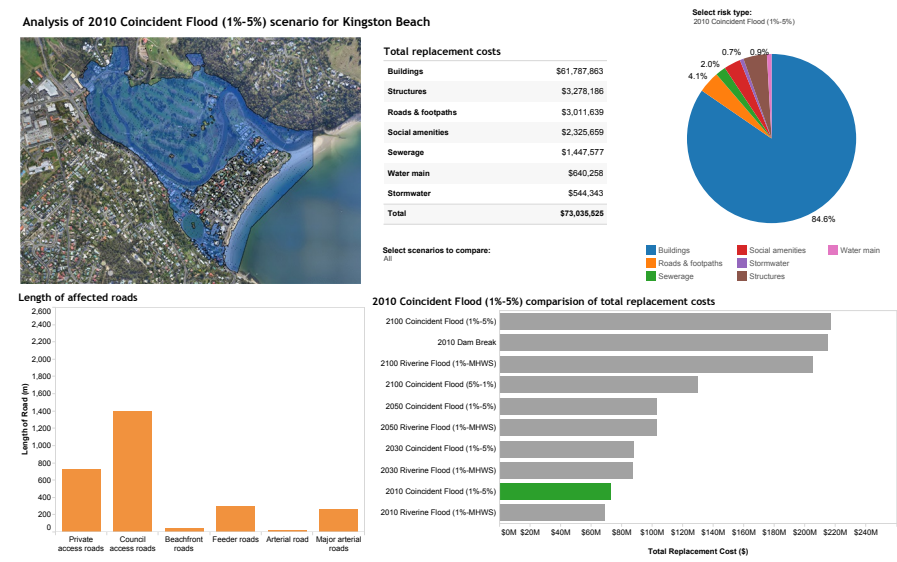 Analysis of 2010 Coincident Flood (1%-5%) scenario for Kingston Beach
Select risk type:
2010 Coincident Flood (1%-5%)
Total replacement costs
Buildings $61,787,863
Structures $3,278,186
Roads & footpaths $3,011,639
Social amenities $2,325,659
Sewerage $1,447,577
Water main $640,258
Stormwater $544,343
Total $73,035,525
Select scenarios to compare:
All
0.7% 0.9%
2.0%
4.1%
84.6%
Buildings Social amenities Water main
Roads & footpaths Stormwater
Sewerage Structures
Length of affected roads
Length of Road (m)
2,600
2,400
2,200
2,000
1,800
1,600
1,400
1,200
1,000
800
600
400
200
0
Private access roads
Council access roads
Beachfront roads
Feeder roads
Arterial road
Major arterial roads
2010 Coincident Flood (1%-5%) comparision of total replacement costs
2100 Coincident Flood (1%-5%)
2010 Dam Break
2100 Riverine Flood (1%-MHWS)
2100 Coincident Flood (5%-1%)
2050 Coincident Flood (1%-5%)
2050 Riverine Flood (1%-MHWS)
2030 Coincident Flood (1%-5%)
2030 Riverine Flood (1%-MHWS)
2010 Coincident Flood (1%-5%)
2010 Riverine Flood (1%-MHWS)
$0M $20M $40M $60M $80M $100M $120M $140M $160M $180M $200M $220M $240M
Total Replacement Cost ($)